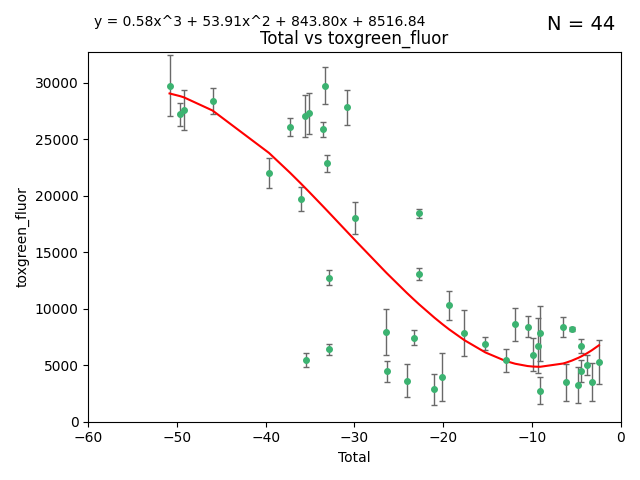 y = 0.58x^3 + 53.91x^2 + 843.80x + 8516.84
N = 44
Total vs toxgreen_fluor
toxgreen_fluor
30000
25000
20000
15000
10000
5000
0
−60 −50 −40 −30 −20 −10 0
Total